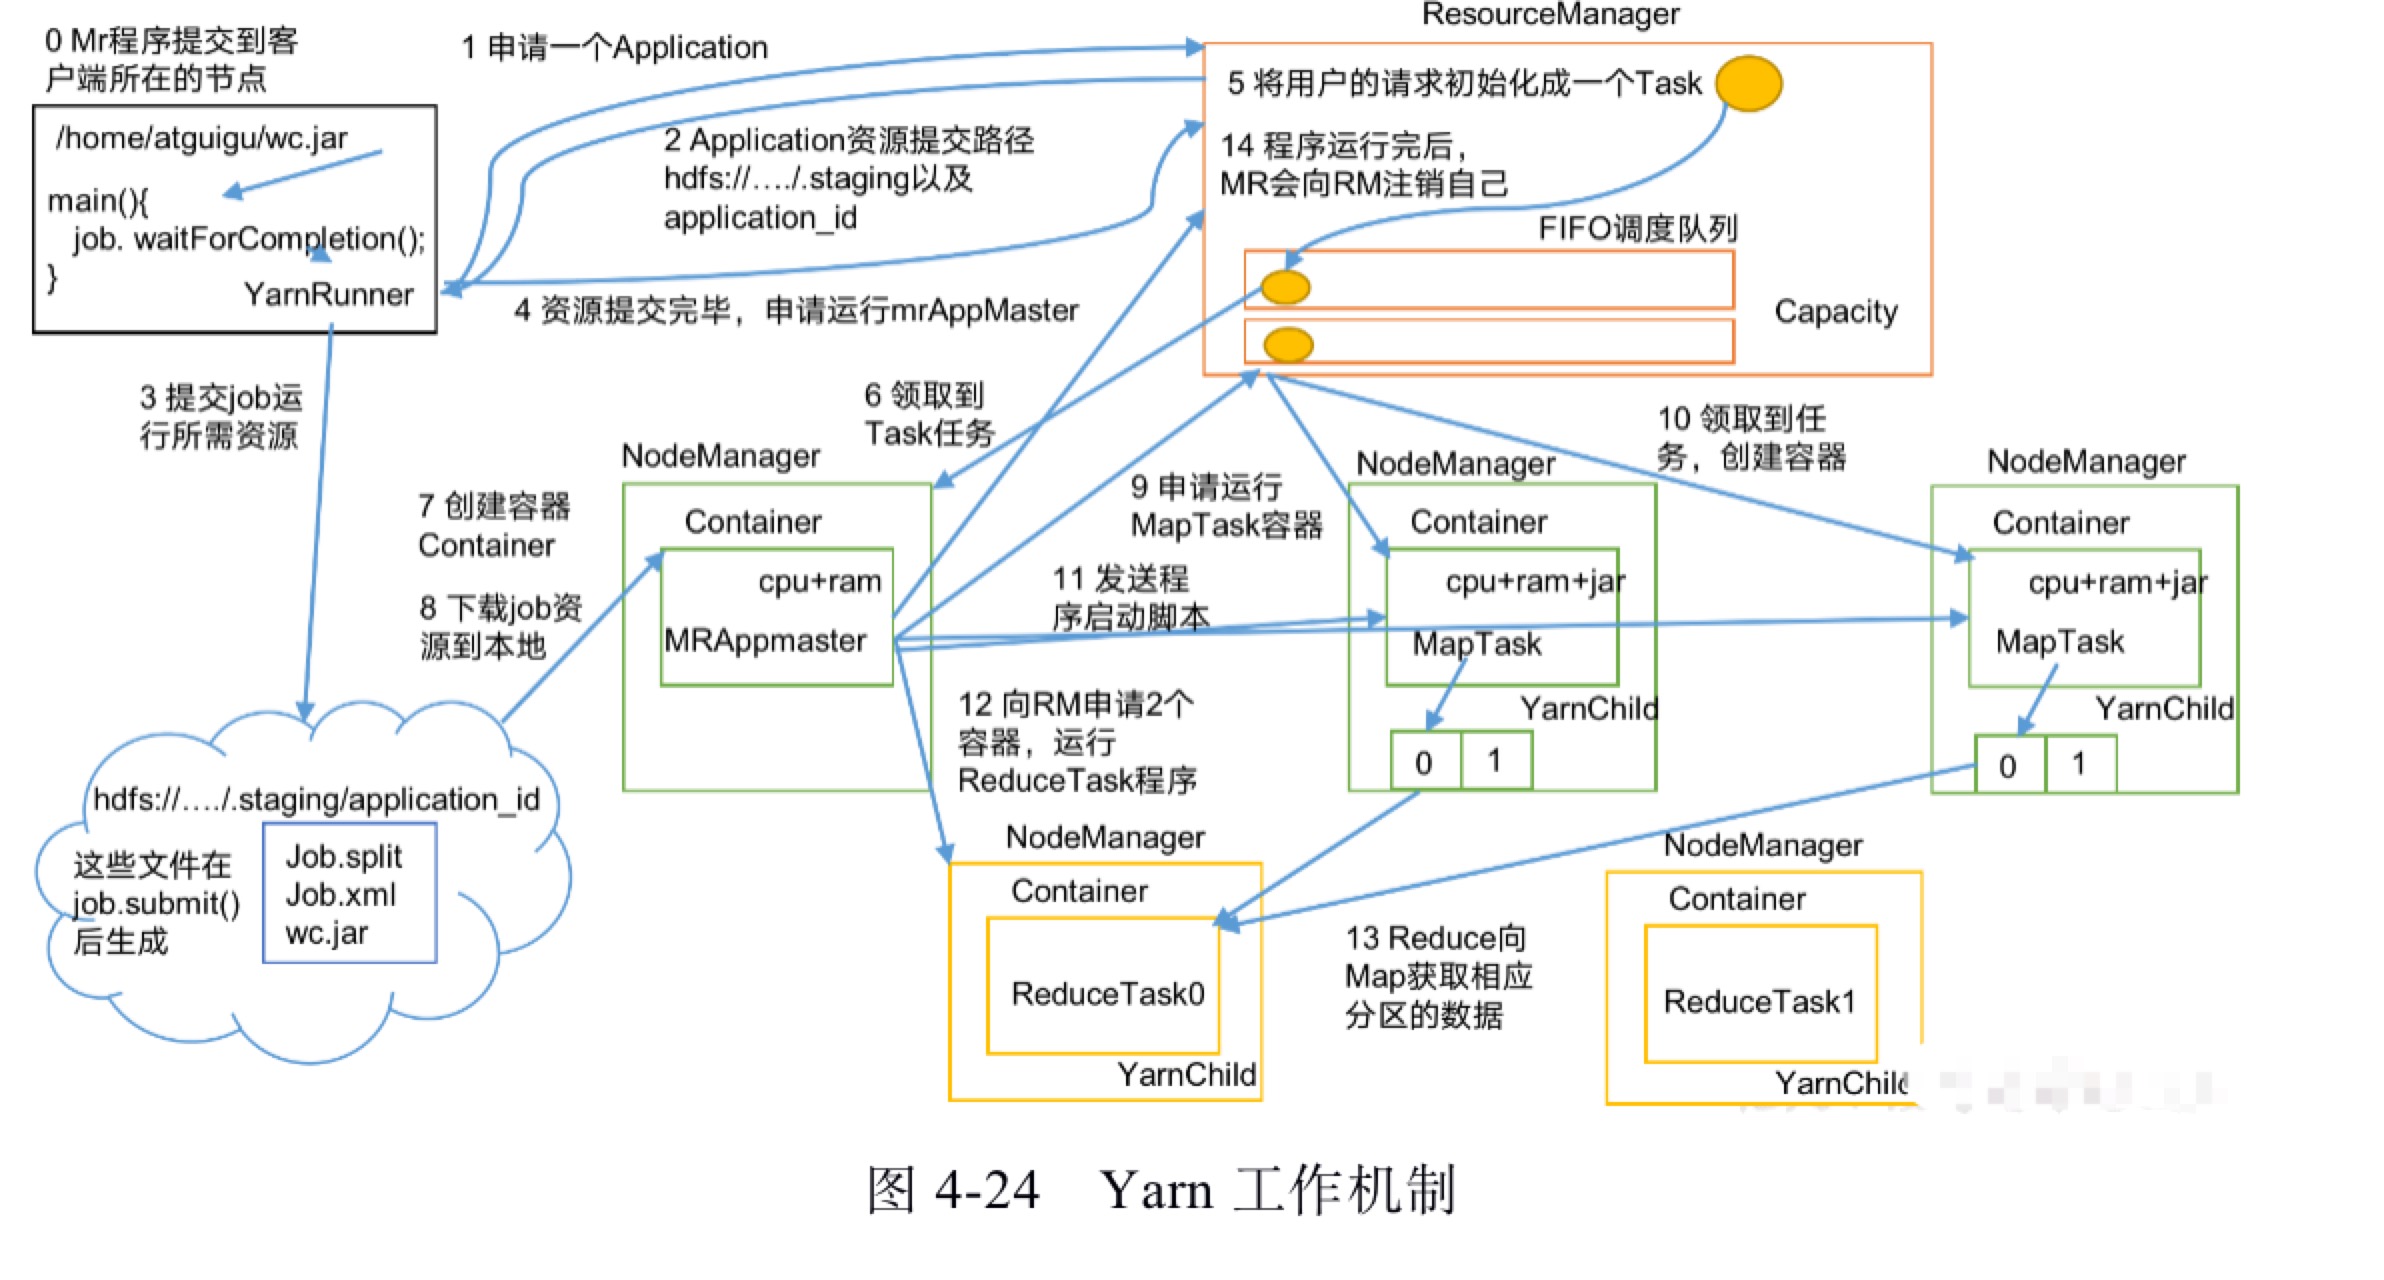 ResourceManager
0 Mr程序提交到客
户端所在的节点
1 申请一个Application
/home/atguigu/wc.jar
main(){
job. waitForCompletion();
}
YarnRunner
2 Application资源提交路径
hdfs://…./.staging以及
application_id
5 将用户的请求初始化成一个Task
14 程序运行完后，
MR会向RM注销自己
FIFO调度队列
Capacity
4 资源提交完毕，申请运行mrAppMaster
3 提交job运
行所需资源
6 领取到
Task任务
10 领取到任
务，创建容器
7 创建容器
Container
8 下载job资
源到本地
NodeManager
Container
cpu+ram
MRAppmaster
9 申请运行
MapTask容器
11 发送程
序启动脚本
NodeManager
Container
cpu+ram+jar
MapTask
YarnChild
0
1
NodeManager
Container
cpu+ram+jar
MapTask
YarnChild
0
1
12 向RM申请2个
容器，运行
ReduceTask程序
hdfs://…./.staging/application_id
这些文件在
job.submit()
后生成
Job.split
Job.xml
wc.jar
NodeManager
Container
ReduceTask0
YarnChild
13 Reduce向
Map获取相应
分区的数据
NodeManager
Container
ReduceTask1
图 4-24 Yarn 工作机制